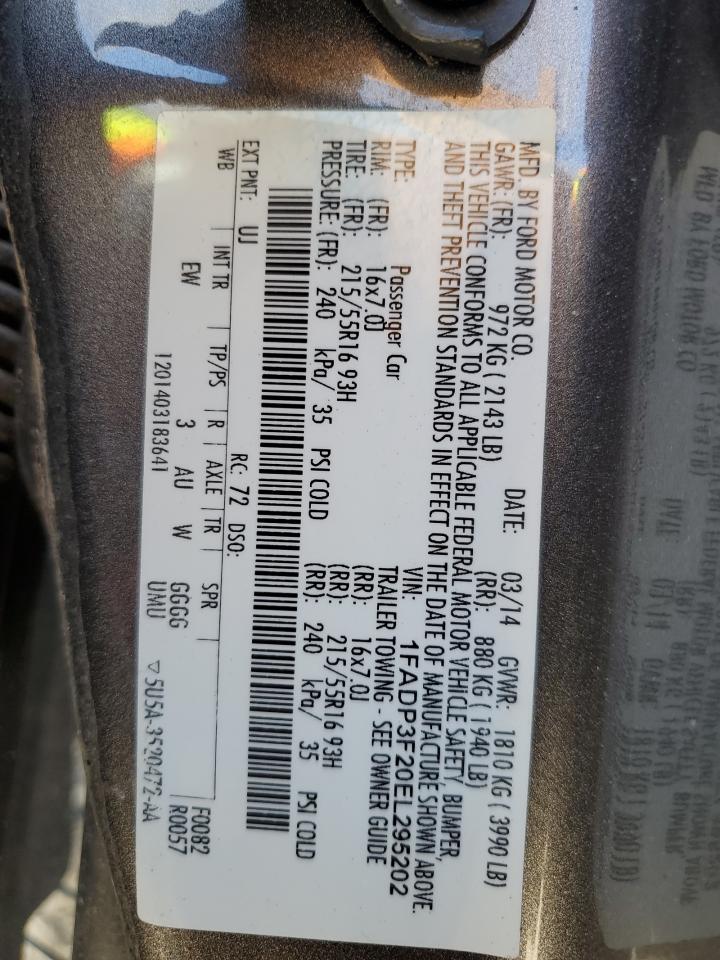 MFD. BY FORD MOTOR CO. DATE: 03/14 GVWR: 1810 KG ( 3990 LB)
GAWR: (FR): 972 KG ( 2143 LB) (RR): 880 KG ( 1940 LB)
THIS VEHICLE CONFORMS TO ALL APPLICABLE FEDERAL MOTOR VEHICLE SAFETY, BUMPER,
AND THEFT PREVENTION STANDARDS IN EFFECT ON THE DATE OF MANUFACTURE SHOWN ABOVE.
VIN: 1FADP3F20EL295202
TYPE: Passenger Car TRAILER TOWING - SEE OWNER GUIDE
RIM: (FR): 16x7.0J (RR): 16x7.0J
TIRE: (FR): 215/55R16 93H (RR): 215/55R16 93H
PRESSURE: (FR): 240 kPa/ 35 PSI COLD (RR): 240 kPa/ 35 PSI COLD
EXT PNT: UJ RC: 72 DSO: F0082
WB INT TR TP/PS R AXLE TR SPR R0057
EW 3 AU W GGGG
UMU
1201403183641 ▽5U5A-3520472-AA